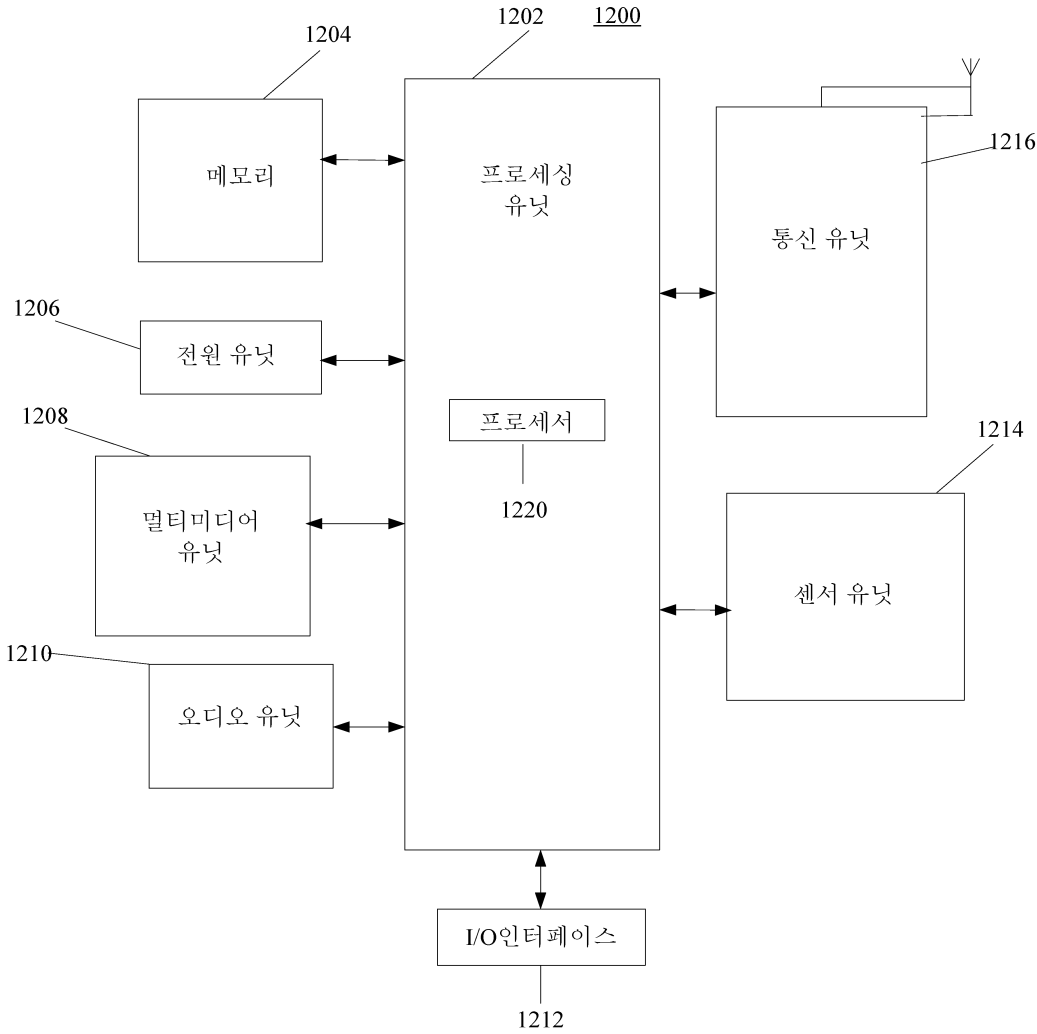 1200
1202
1204
메모리
프로세싱
유닛
1216
통신 유닛
1206
전원 유닛
1208
멀티미디어
유닛
프로세서
1220
1214
센서 유닛
1210
오디오 유닛
I/O인터페이스
1212